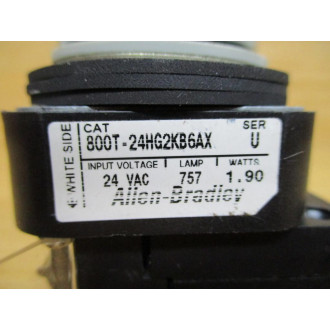 WHITE SIDE
CAT SER
800T-24HG2KB6AX U
INPUT VOLTAGE LAMP WATTS
24 VAC 757 1.90
Allen-Bradley